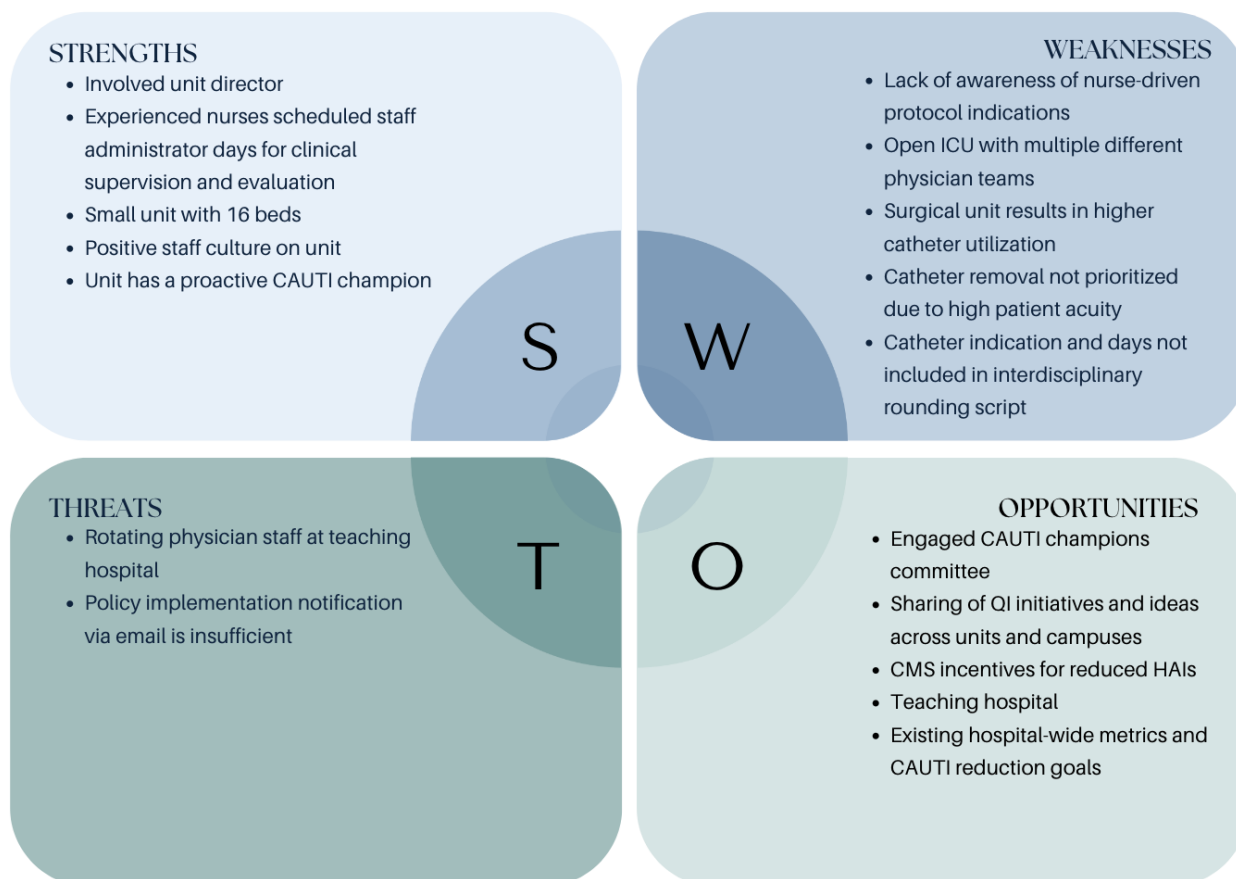 STRENGTHS
• Involved unit director
• Experienced nurses scheduled staff
administrator days for clinical
supervision and evaluation
• Small unit with 16 beds
• Positive staff culture on unit
• Unit has a proactive CAUTI champion
S
WEAKNESSES
• Lack of awareness of nurse-driven
protocol indications
• Open ICU with multiple different
physician teams
• Surgical unit results in higher
catheter utilization
• Catheter removal not prioritized
due to high patient acuity
• Catheter indication and days not
included in interdisciplinary
rounding script
W
THREATS
• Rotating physician staff at teaching
hospital
• Policy implementation notification
via email is insufficient
T
OPPORTUNITIES
• Engaged CAUTI champions
committee
• Sharing of QI initiatives and ideas
across units and campuses
• CMS incentives for reduced HAIs
• Teaching hospital
• Existing hospital-wide metrics and
CAUTI reduction goals
O